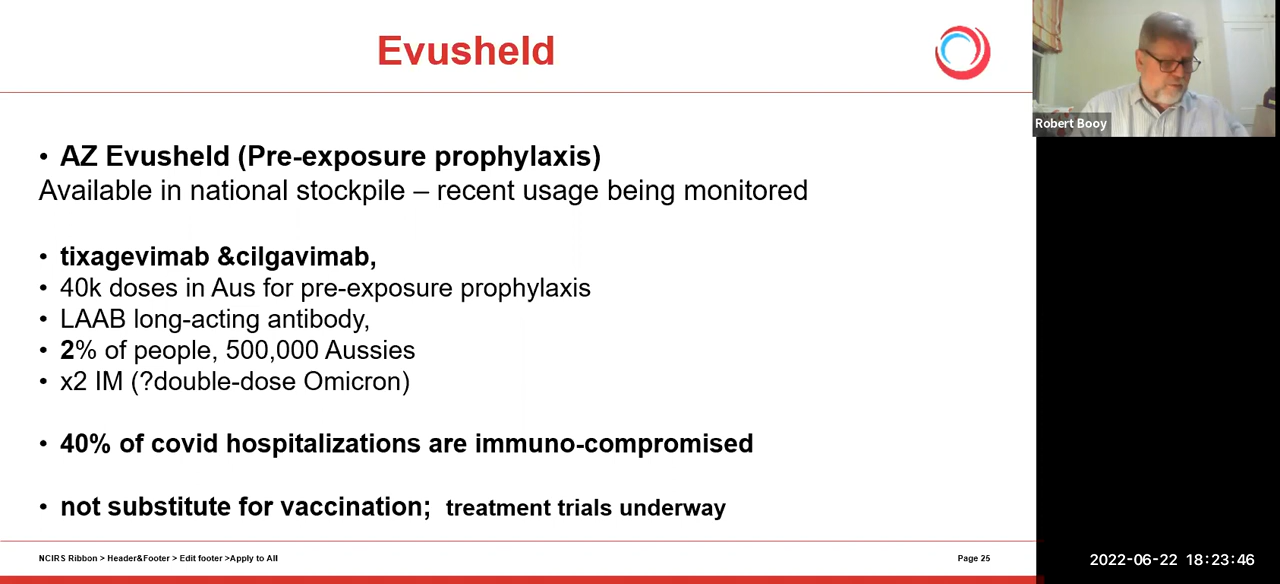 Evusheld
Robert Booy
• AZ Evusheld (Pre-exposure prophylaxis)
Available in national stockpile – recent usage being monitored
• tixagevimab &cilgavimab,
• 40k doses in Aus for pre-exposure prophylaxis
• LAAB long-acting antibody,
• 2% of people, 500,000 Aussies
• x2 IM (?double-dose Omicron)
• 40% of covid hospitalizations are immuno-compromised
• not substitute for vaccination; treatment trials underway
NCIRS Ribbon > Header&Footer > Edit footer >Apply to All
Page 25
2022-06-22 18:23:46